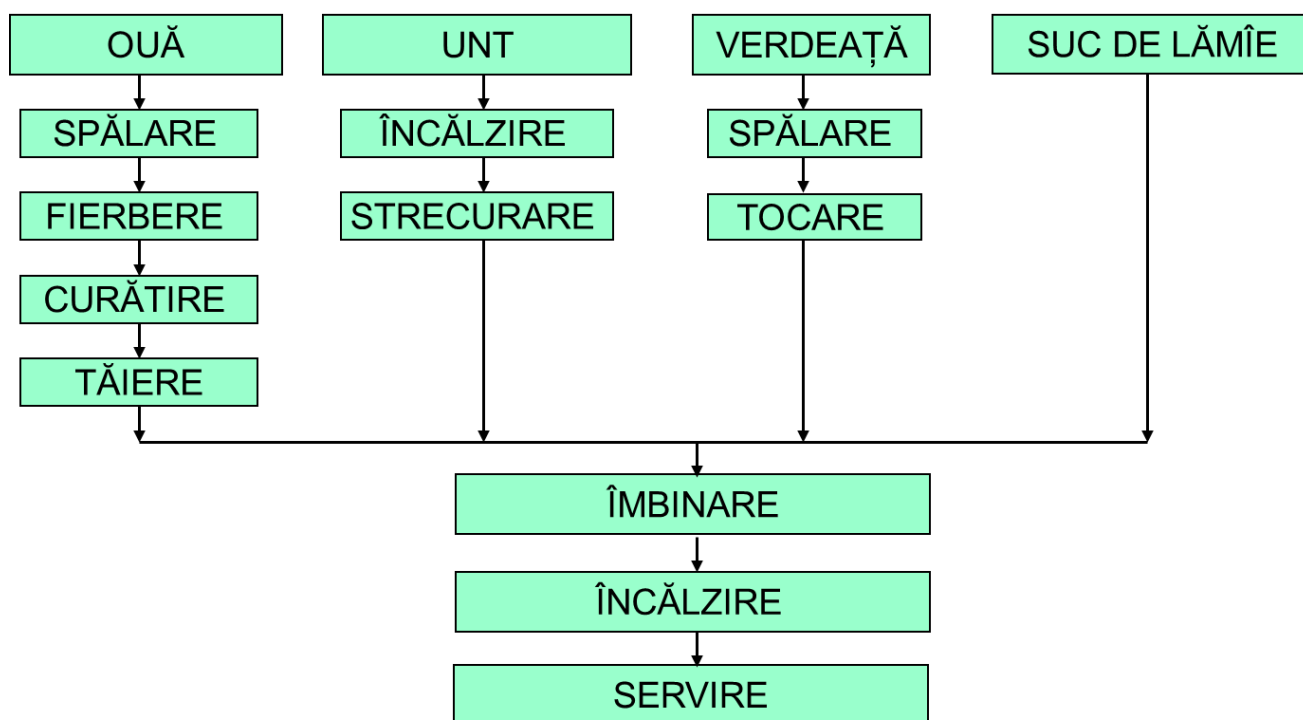 OUĂ
UNT
VERDEAȚĂ
SUC DE LĂMÎE
SPĂLARE
ÎNCĂLZIRE
SPĂLARE
FIERBERE
STRECURARE
TOCARE
CURĂTIRE
TĂIERE
ÎMBINARE
ÎNCĂLZIRE
SERVIRE